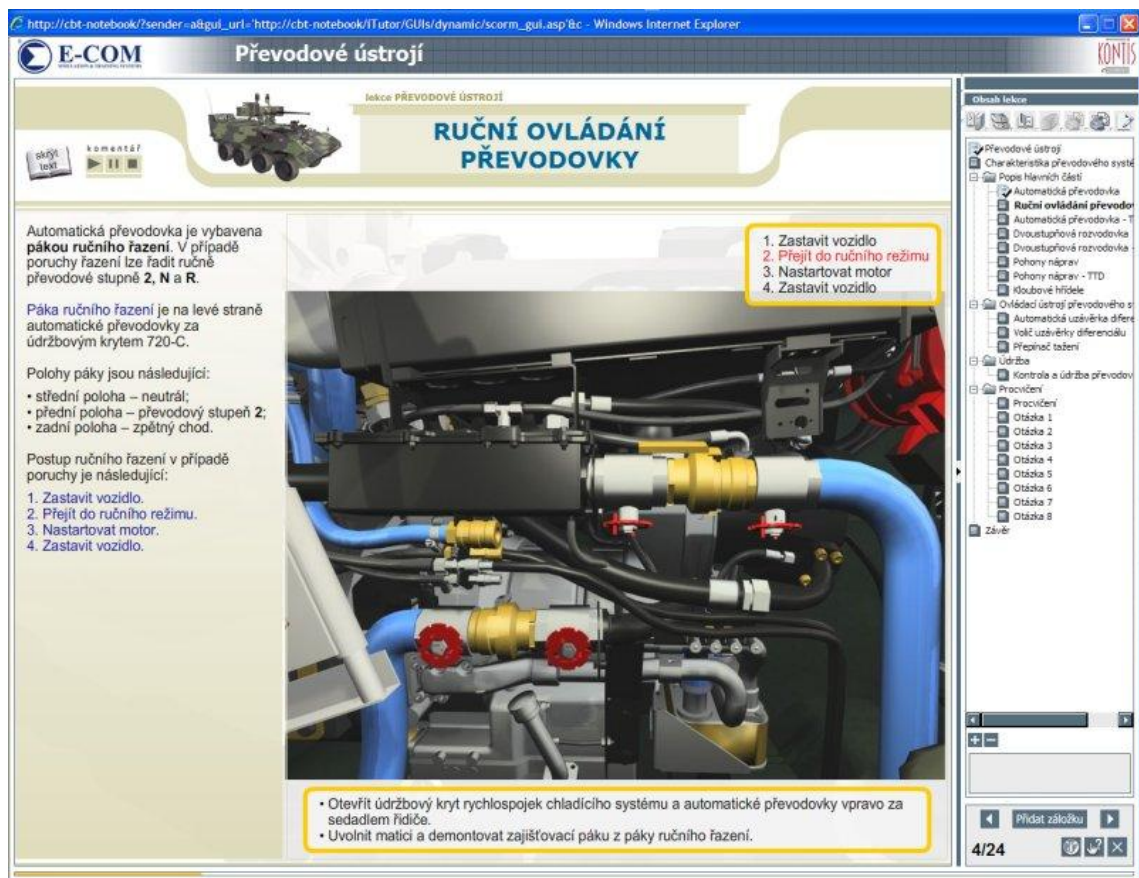 http://cbt-notebook/?sender=a&gui_url='http://cbt-notebook/iTutor/GUIs/dynamic/scorm_gui.asp'&c - Windows Internet Explorer
E-COM
Převodové ústrojí
KONTIS
lekce PŘEVODOVÉ ÚSTROJÍ
RUČNÍ OVLÁDÁNÍ
PŘEVODOVKY
skrýt
text
komentář
Automatická převodovka je vybavena
pákou ručního řazení. V případě
poruchy řazení lze řadit ručně
převodové stupně 2, N a R.
Páka ručního řazení je na levé straně
automatické převodovky za
údržbovým krytem 720-C.
Polohy páky jsou následující:
• střední poloha – neutrál;
• přední poloha – převodový stupeň 2;
• zadní poloha – zpětný chod.
Postup ručního řazení v případě
poruchy je následující:
1. Zastavit vozidlo.
2. Přejít do ručního režimu.
3. Nastartovat motor.
4. Zastavit vozidlo.
1. Zastavit vozidlo
2. Přejít do ručního režimu
3. Nastartovat motor
4. Zastavit vozidlo
• Otevřít údržbový kryt rychlospojek chladícího systému a automatické převodovky vpravo za
sedadlem řidiče.
• Uvolnit matici a demontovat zajišťovací páku z páky ručního řazení.
Obsah lekce
Převodové ústrojí
Charakteristika převodového systé
Popis hlavních částí
Automatická převodovka
Ruční ovládání převodov
Automatická převodovka - T
Dvoustupňová rozvodovka
Dvoustupňová rozvodovka -
Pohony náprav
Pohony náprav - TTD
Kloubové hřídele
Ovládací ústrojí převodového s
Automatická uzávěrka difere
Volič uzávěrky diferenciálu
Přepínač tažení
Údržba
Kontrola a údržba převodov
Procvičení
Procvičení
Otázka 1
Otázka 2
Otázka 3
Otázka 4
Otázka 5
Otázka 6
Otázka 7
Otázka 8
Závěr
Přidat záložku
4/24